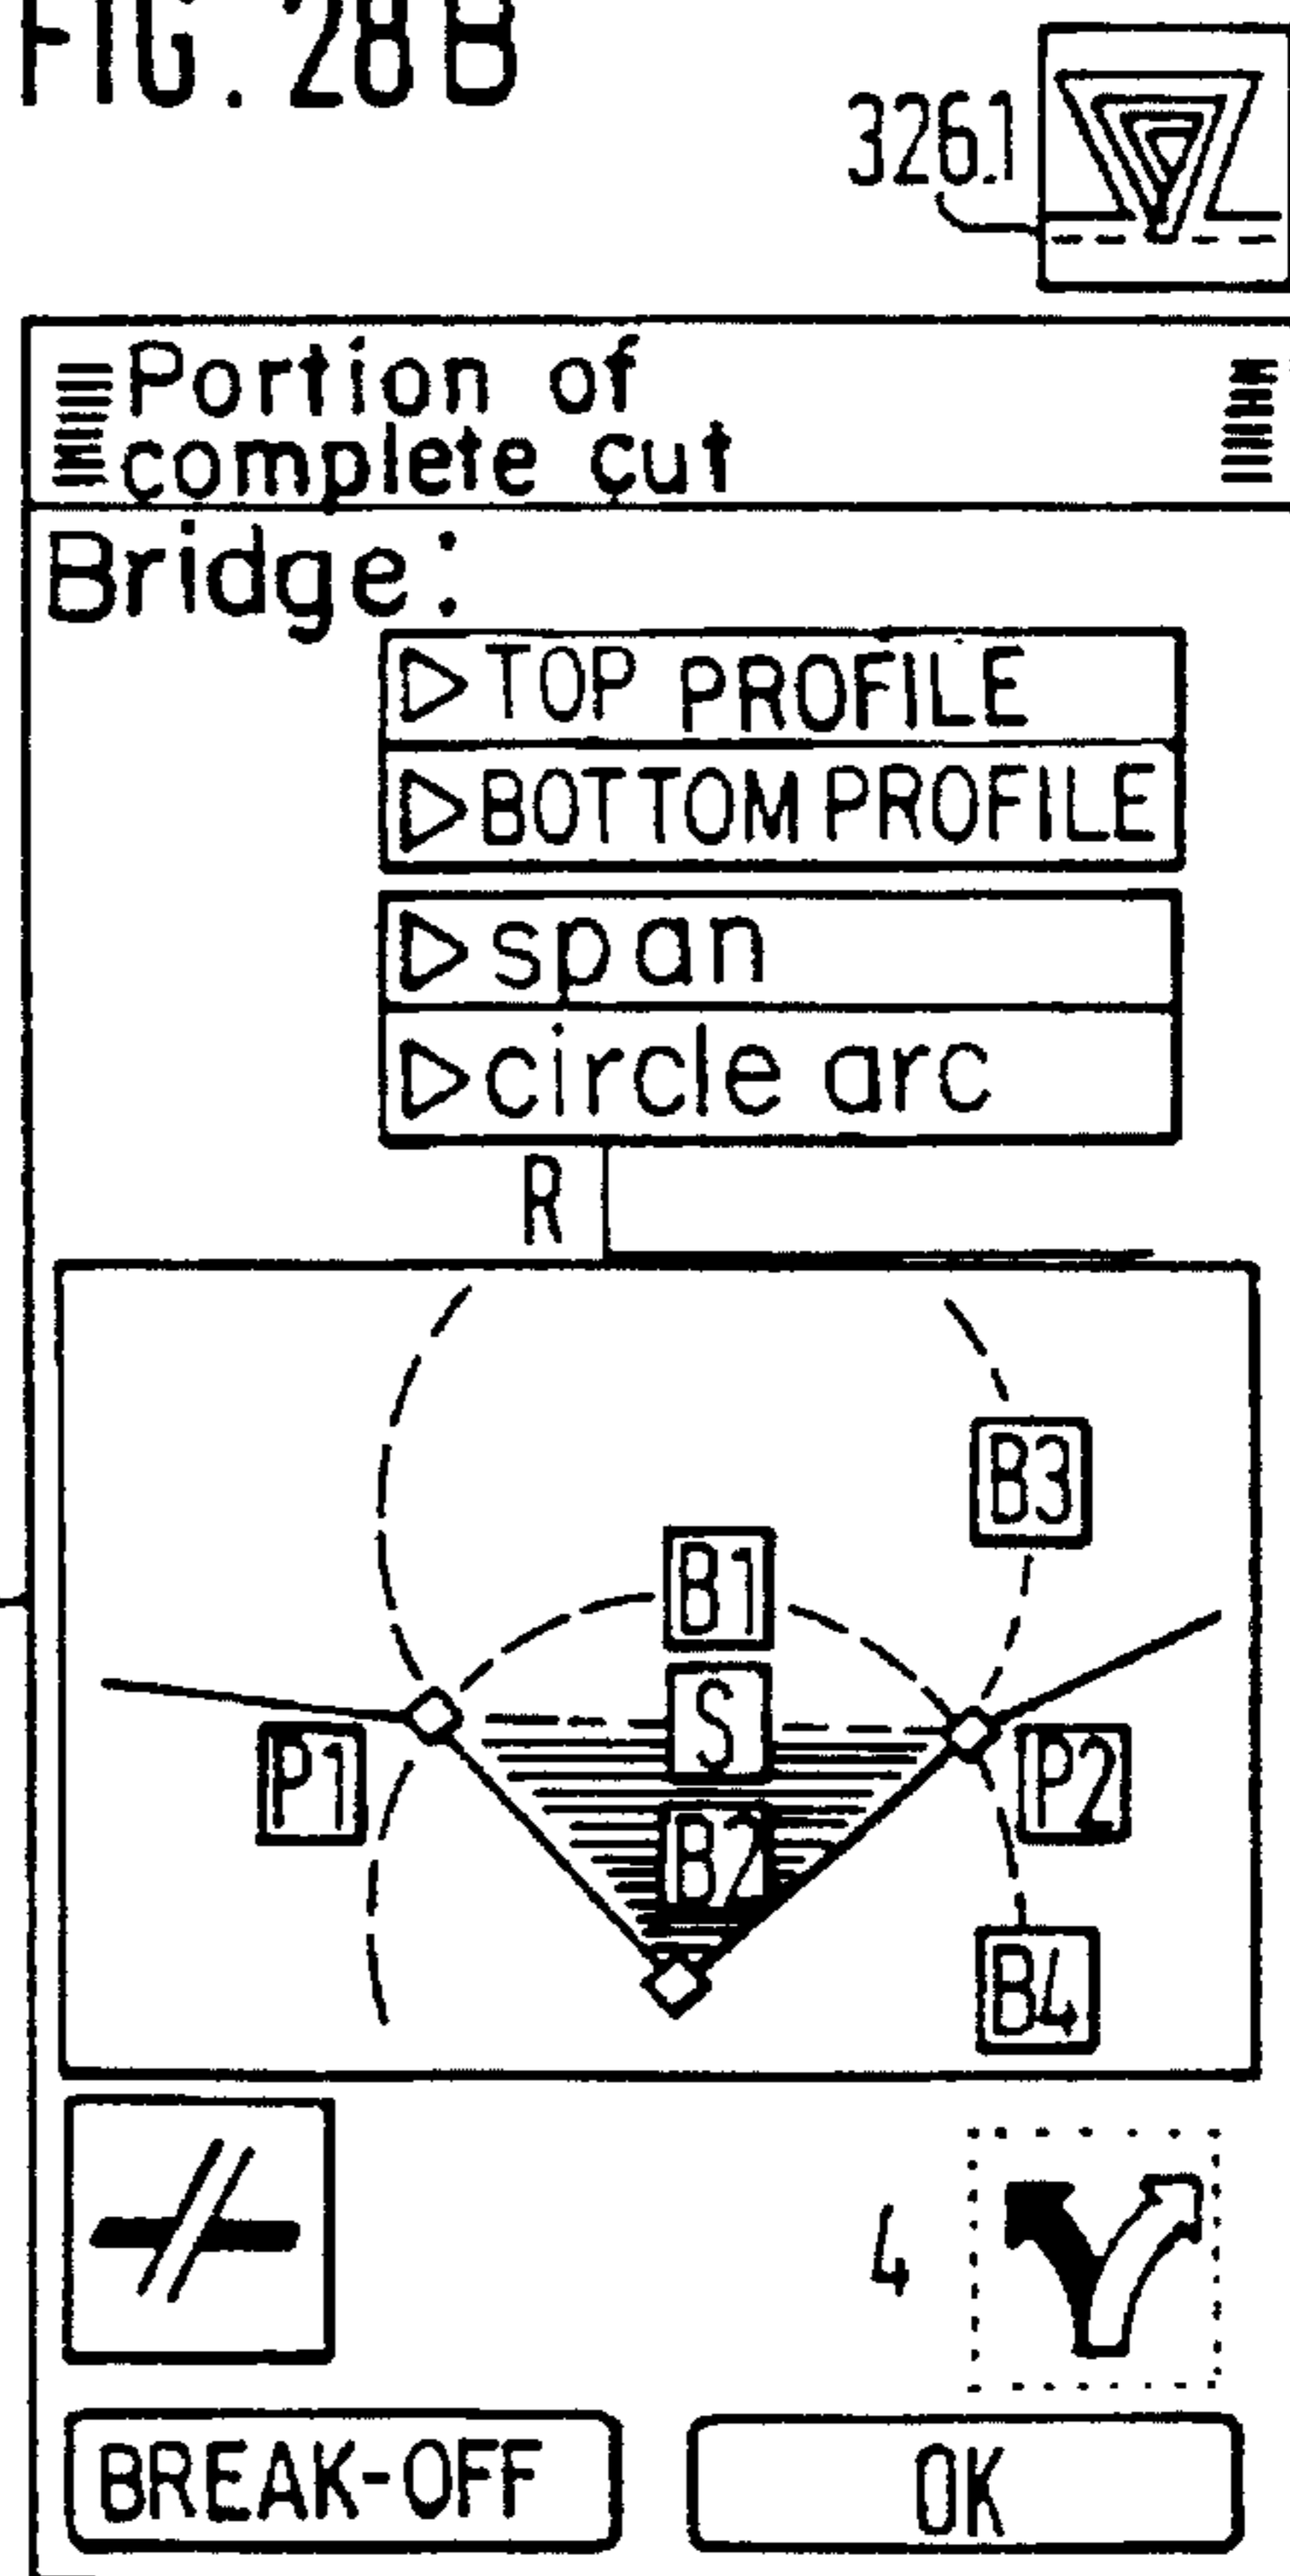 FIG. 28B
326.1
Portion of
complete cut
Bridge:
TOP PROFILE
BOTTOM PROFILE
span
circle arc
R
B3
B1
S
P1
P2
B2
B4
4
BREAK-OFF
OK